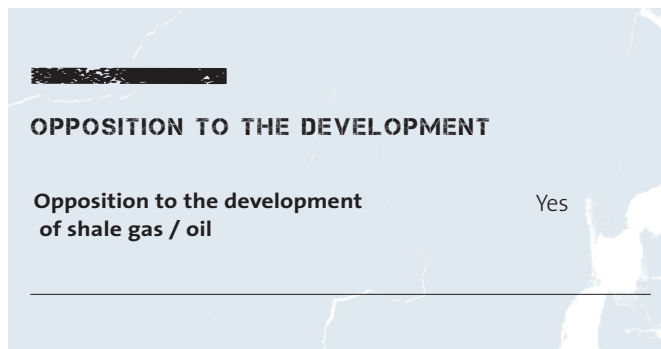 OPPOSITION TO THE DEVELOPMENT
Opposition to the development Yes
of shale gas / oil